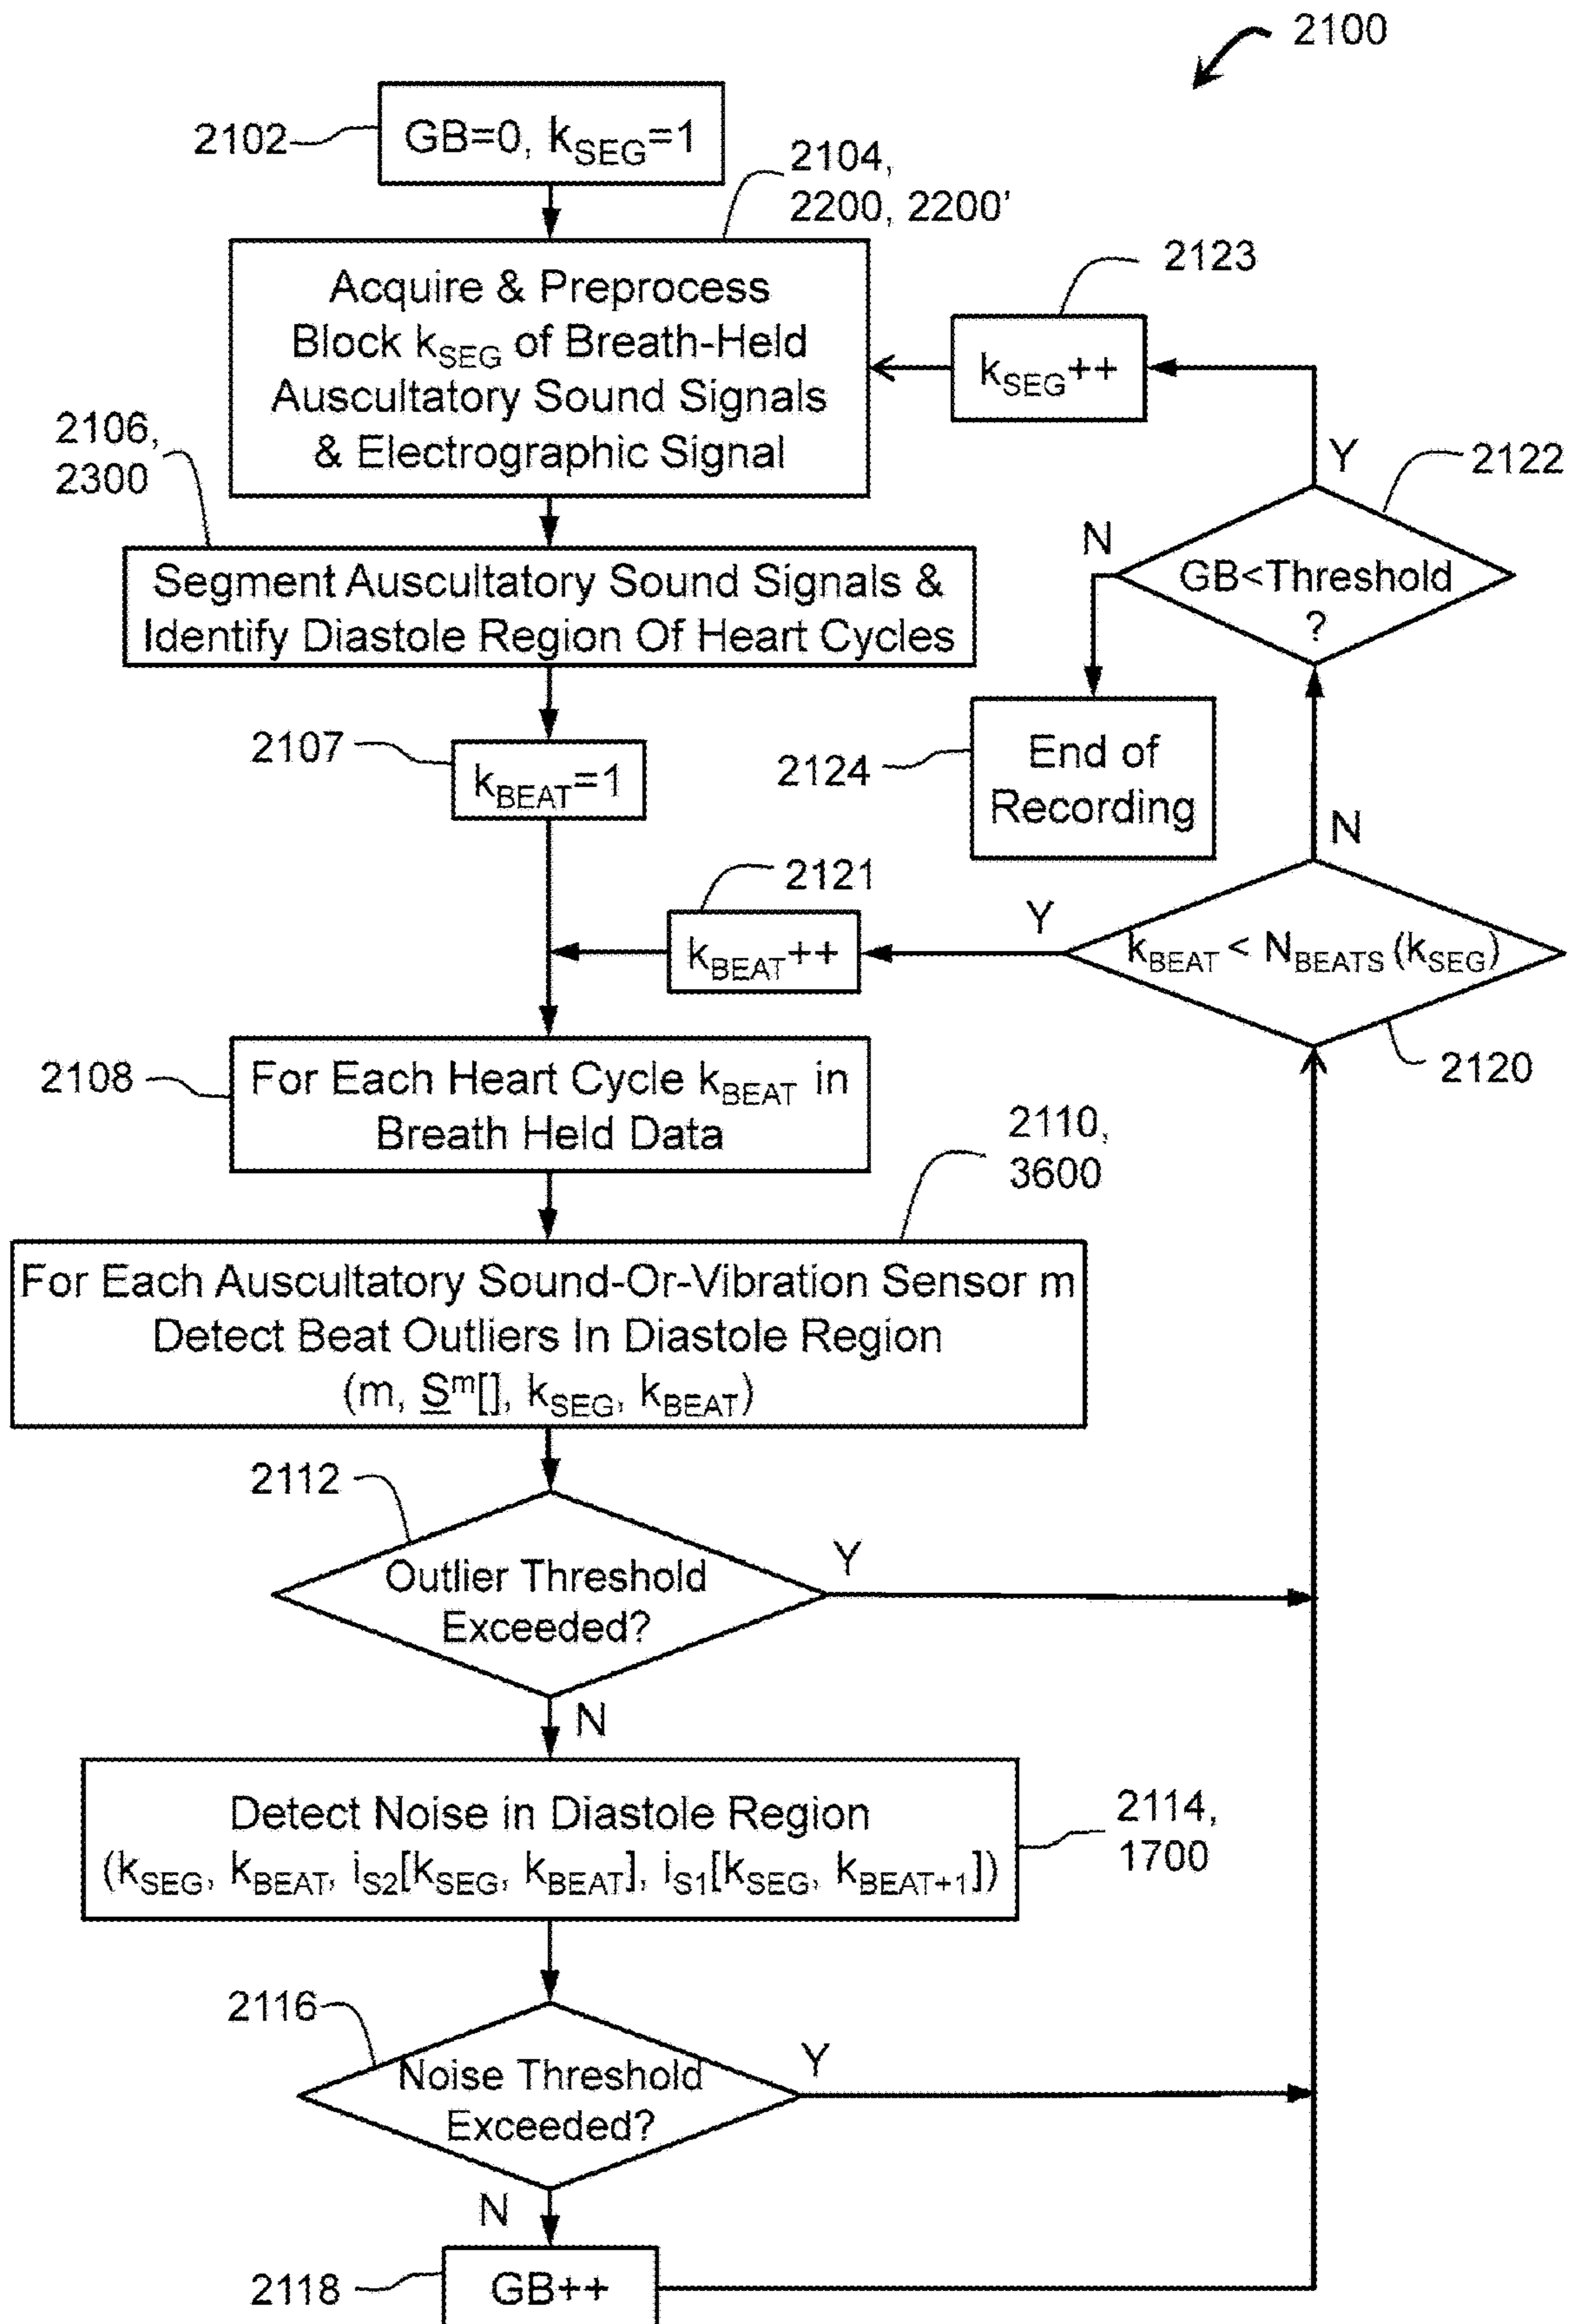 2100
2102
GB=0, kSEG=1
2104,
2200, 2200'
Acquire & Preprocess
Block kSEG of Breath-Held
Auscultatory Sound Signals
& Electrographic Signal
2123
kSEG++
2106,
2300
Y
2122
N
GB<Threshold
?
Segment Auscultatory Sound Signals &
Identify Diastole Region Of Heart Cycles
2107
kBEAT=1
2124
End of
Recording
N
2121
kBEAT++
Y
kBEAT < NBEATS (kSEG)
2120
2108
For Each Heart Cycle kBEAT in
Breath Held Data
2110,
3600
For Each Auscultatory Sound-Or-Vibration Sensor m
Detect Beat Outliers In Diastole Region
(m, S^m[], kSEG, kBEAT)
2112
Outlier Threshold
Exceeded?
Y
N
Detect Noise in Diastole Region
(kSEG, kBEAT, iS2[kSEG, kBEAT], iS1[kSEG, kBEAT+1])
2114,
1700
2116
Noise Threshold
Exceeded?
Y
N
2118
GB++